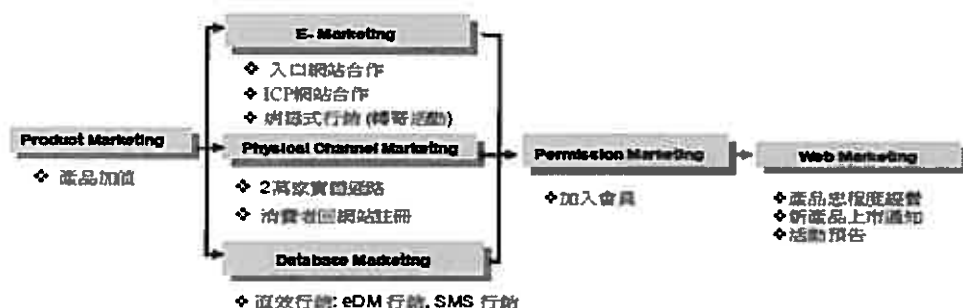 E- Marketing
❖ 入口網站合作
❖ ICP網站合作
❖ 病毒式行銷 (轉寄活動)
Product Marketing
❖ 產品加值
Physical Channel Marketing
❖ 2萬家實體通路
❖ 消費者回網站註冊
Permission Marketing
❖加入會員
Web Marketing
❖產品忠程度經營
❖新產品上市通知
❖活動預告
Database Marketing
❖ 直效行銷: eDM 行銷, SMS 行銷